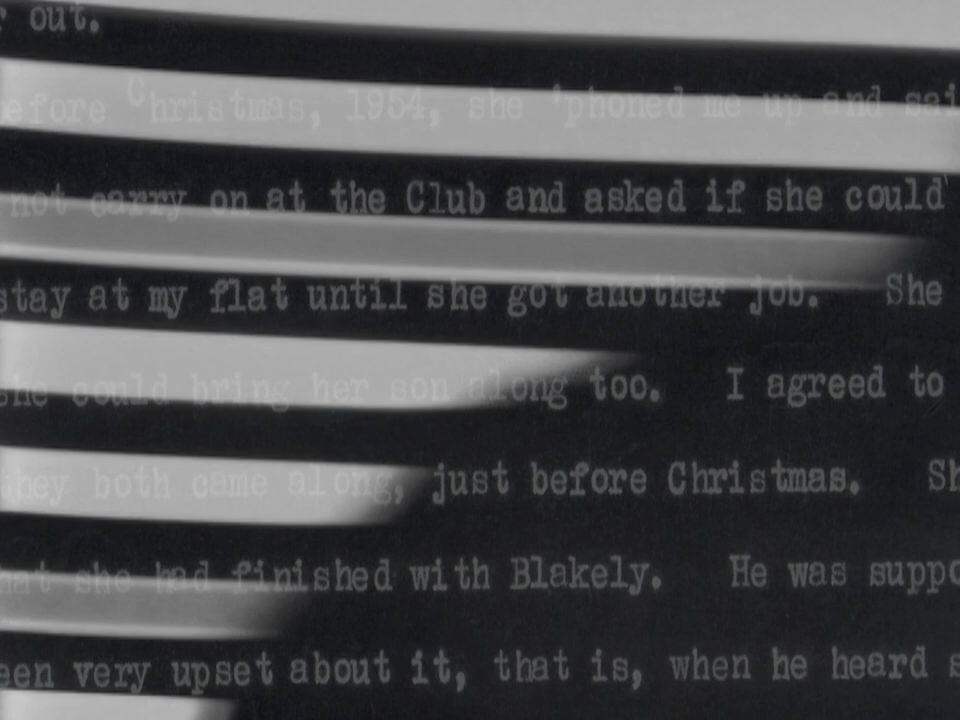 r out.
efore Christmas, 1954, she 'phoned me up and sai
not carry on at the Club and asked if she could
stay at my flat until she got another job. She
she could bring her son along too. I agreed to
they both came along, just before Christmas. Sh
hat she had finished with Blakely. He was suppo
een very upset about it, that is, when he heard s